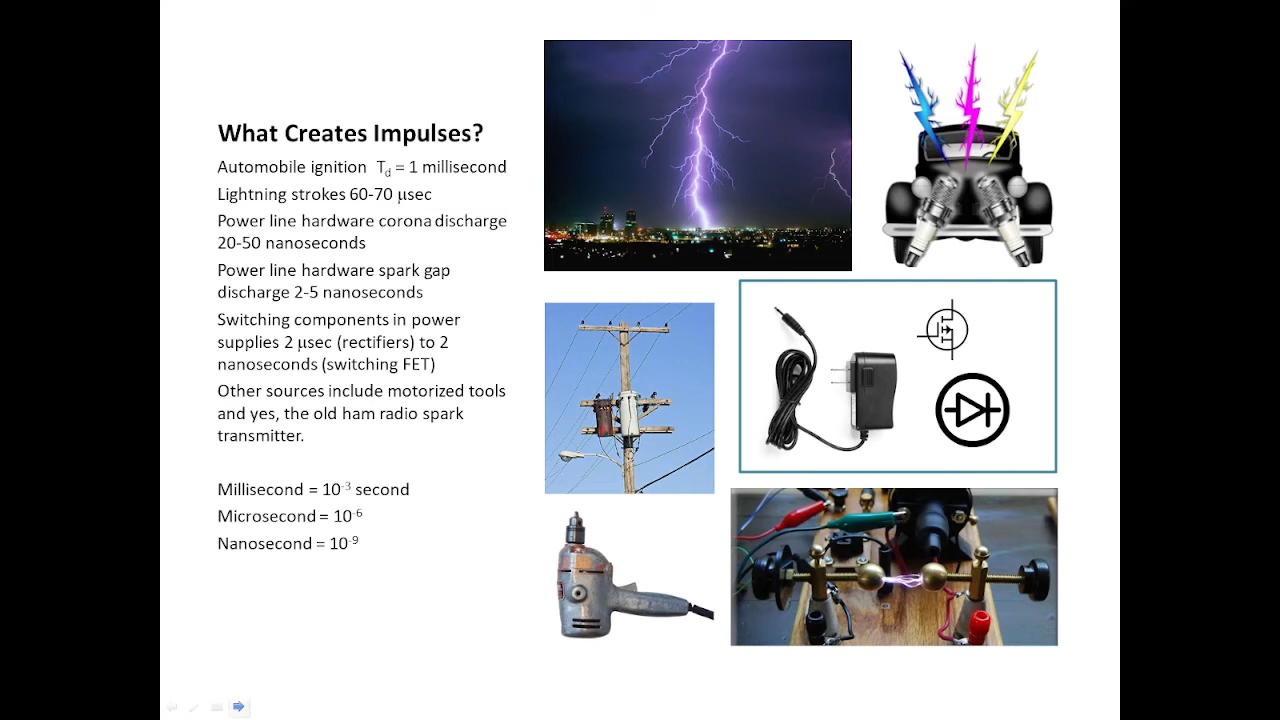 What Creates Impulses?
Automobile ignition  T_d = 1 millisecond
Lightning strokes 60-70 μsec
Power line hardware corona discharge
20-50 nanoseconds
Power line hardware spark gap
discharge 2-5 nanoseconds
Switching components in power
supplies 2 μsec (rectifiers) to 2
nanoseconds (switching FET)
Other sources include motorized tools
and yes, the old ham radio spark
transmitter.
Millisecond = 10^-3 second
Microsecond = 10^-6
Nanosecond = 10^-9